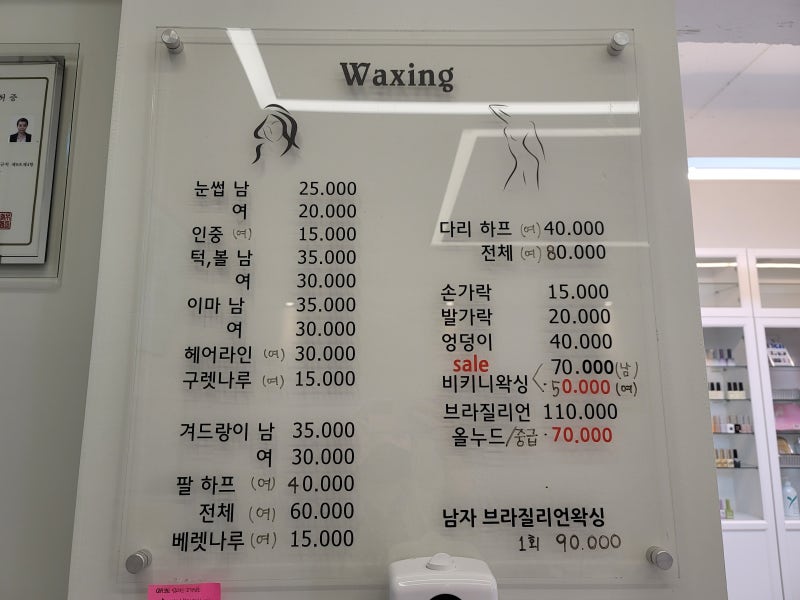 Waxing
눈썹 남 25.000
여 20.000
인중 (여) 15.000
턱,볼 남 35.000
여 30.000
이마 남 35.000
여 30.000
헤어라인 (여) 30.000
구렛나루 (여) 15.000
겨드랑이 남 35.000
여 30.000
팔 하프 (여) 40.000
전체 (여) 60.000
베렛나루 (여) 15.000
다리 하프 (여) 40.000
전체 (여) 80.000
손가락 15.000
발가락 20.000
엉덩이 40.000
sale 70.000 (남)
비키니왁싱 50.000 (여)
브라질리언 110.000
올누드/중급 70.000
남자 브라질리언왁싱
1회 90.000